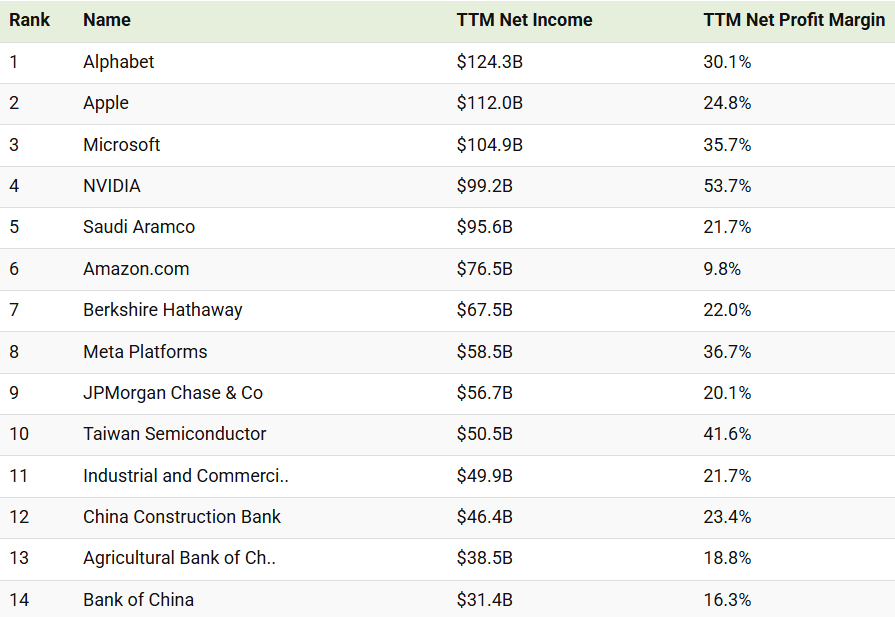 Rank Name TTM Net Income TTM Net Profit Margin
1 Alphabet $124.3B 30.1%
2 Apple $112.0B 24.8%
3 Microsoft $104.9B 35.7%
4 NVIDIA $99.2B 53.7%
5 Saudi Aramco $95.6B 21.7%
6 Amazon.com $76.5B 9.8%
7 Berkshire Hathaway $67.5B 22.0%
8 Meta Platforms $58.5B 36.7%
9 JPMorgan Chase & Co $56.7B 20.1%
10 Taiwan Semiconductor $50.5B 41.6%
11 Industrial and Commerci.. $49.9B 21.7%
12 China Construction Bank $46.4B 23.4%
13 Agricultural Bank of Ch.. $38.5B 18.8%
14 Bank of China $31.4B 16.3%